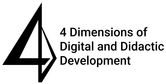 4 Dimensions of
Digital and Didactic
Development